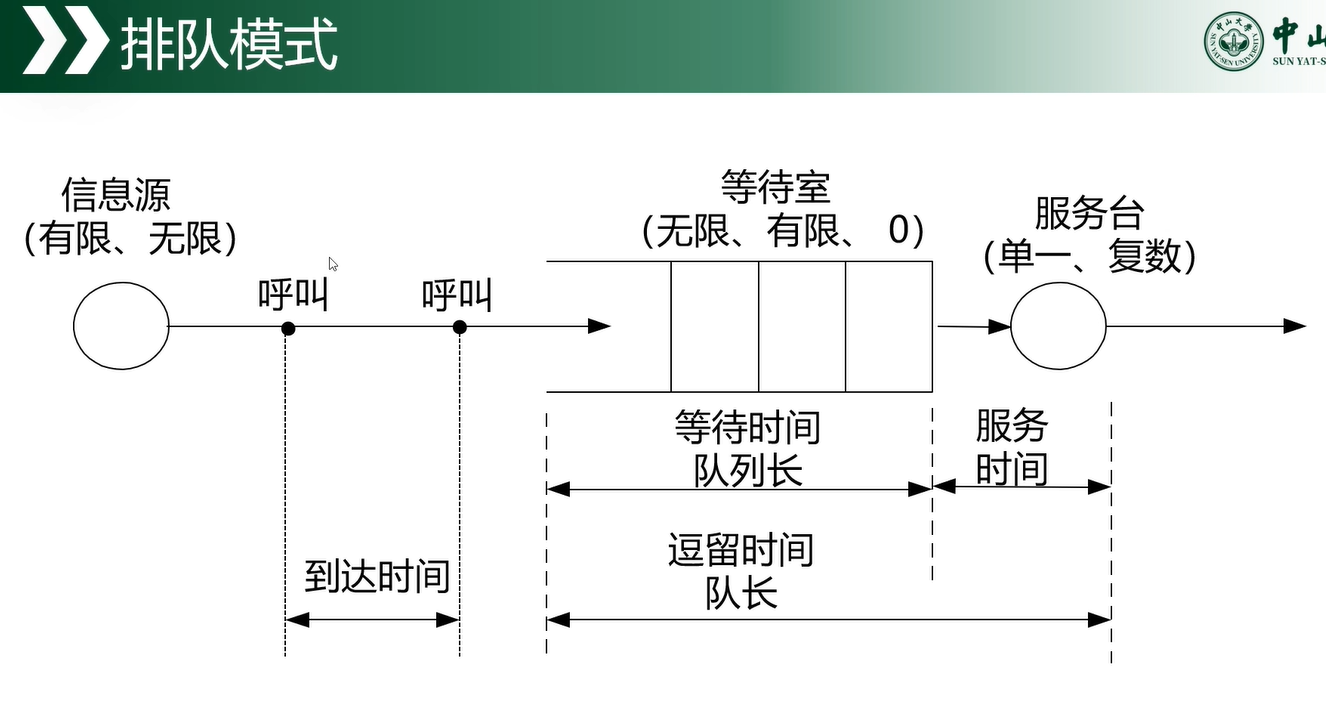 排队模式
中山
SUN YAT-S
信息源
（有限、无限）
呼叫
呼叫
等待室
（无限、有限、 0）
服务台
（单一、复数）
等待时间
队列长
服务
时间
逗留时间
队长
到达时间